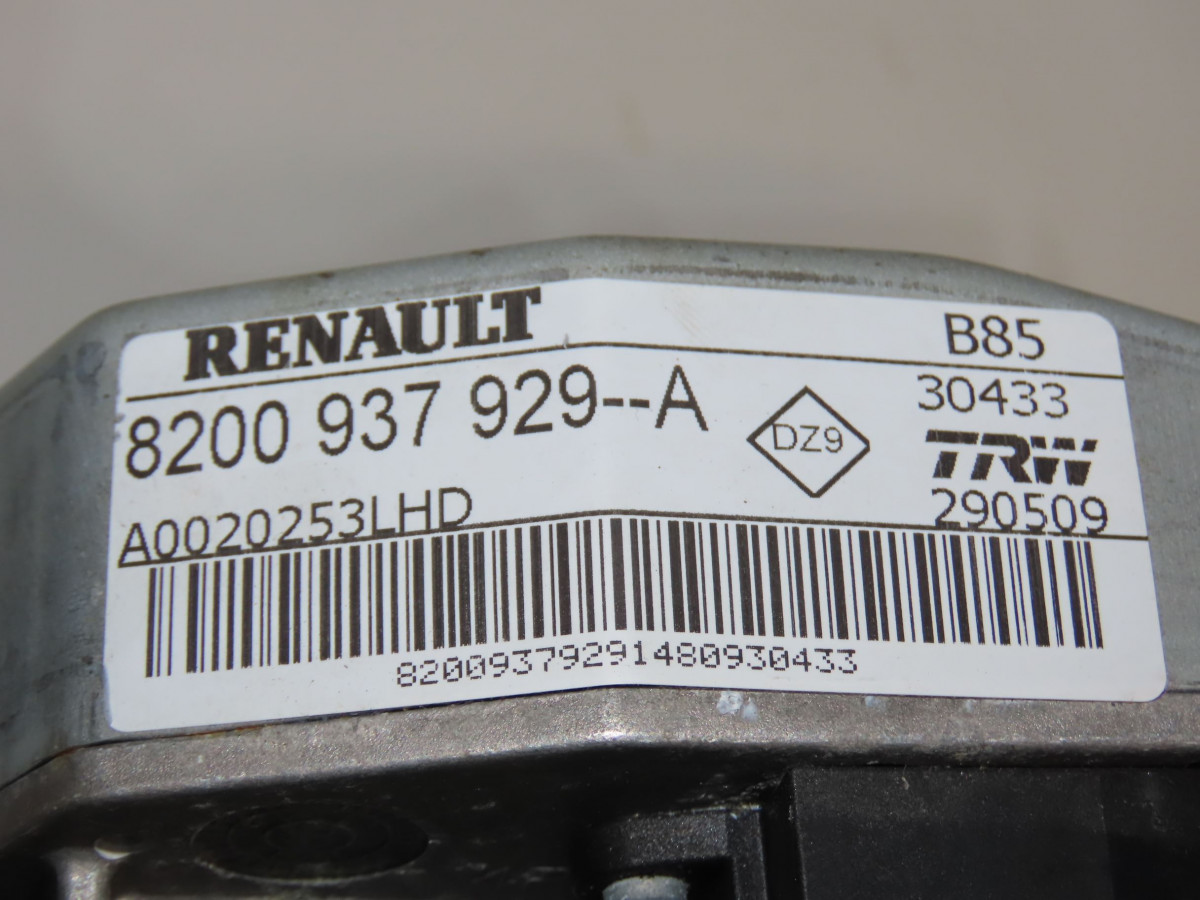 RENAULT B85
8200 937 929--A DZ9 30433
TRW
A0020253LHD 290509
82009379291480930433